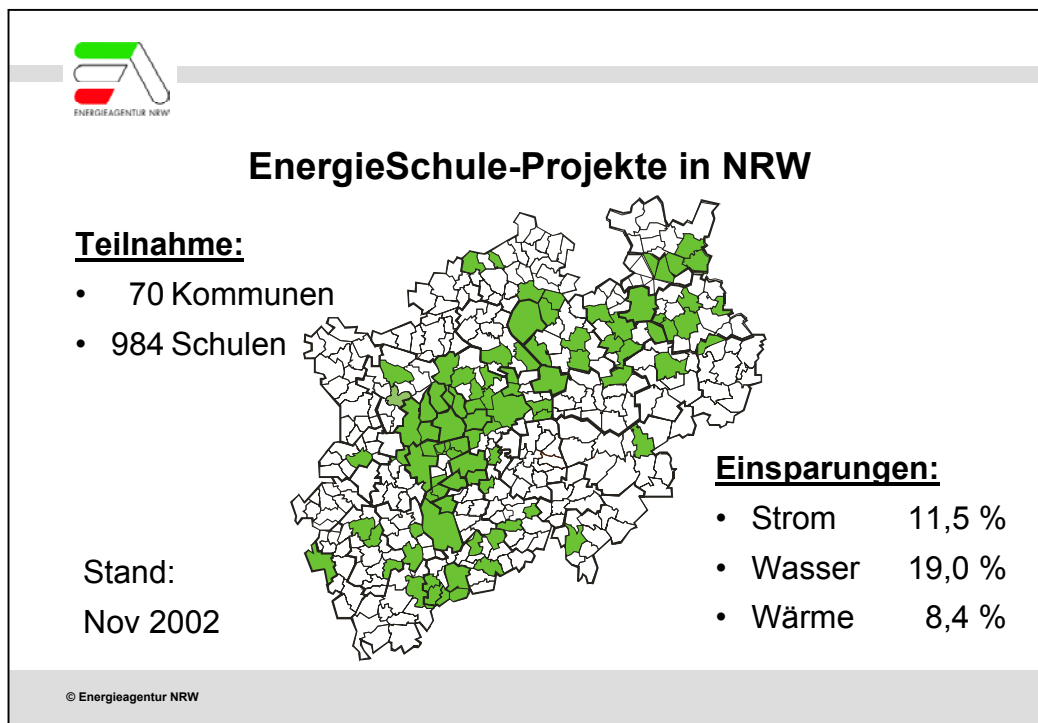 ENERGIEAGENTUR NRW
EnergieSchule-Projekte in NRW
Teilnahme:
• 70 Kommunen
• 984 Schulen
Einsparungen:
• Strom 11,5 %
• Wasser 19,0 %
• Wärme 8,4 %
Stand:
Nov 2002
© Energieagentur NRW